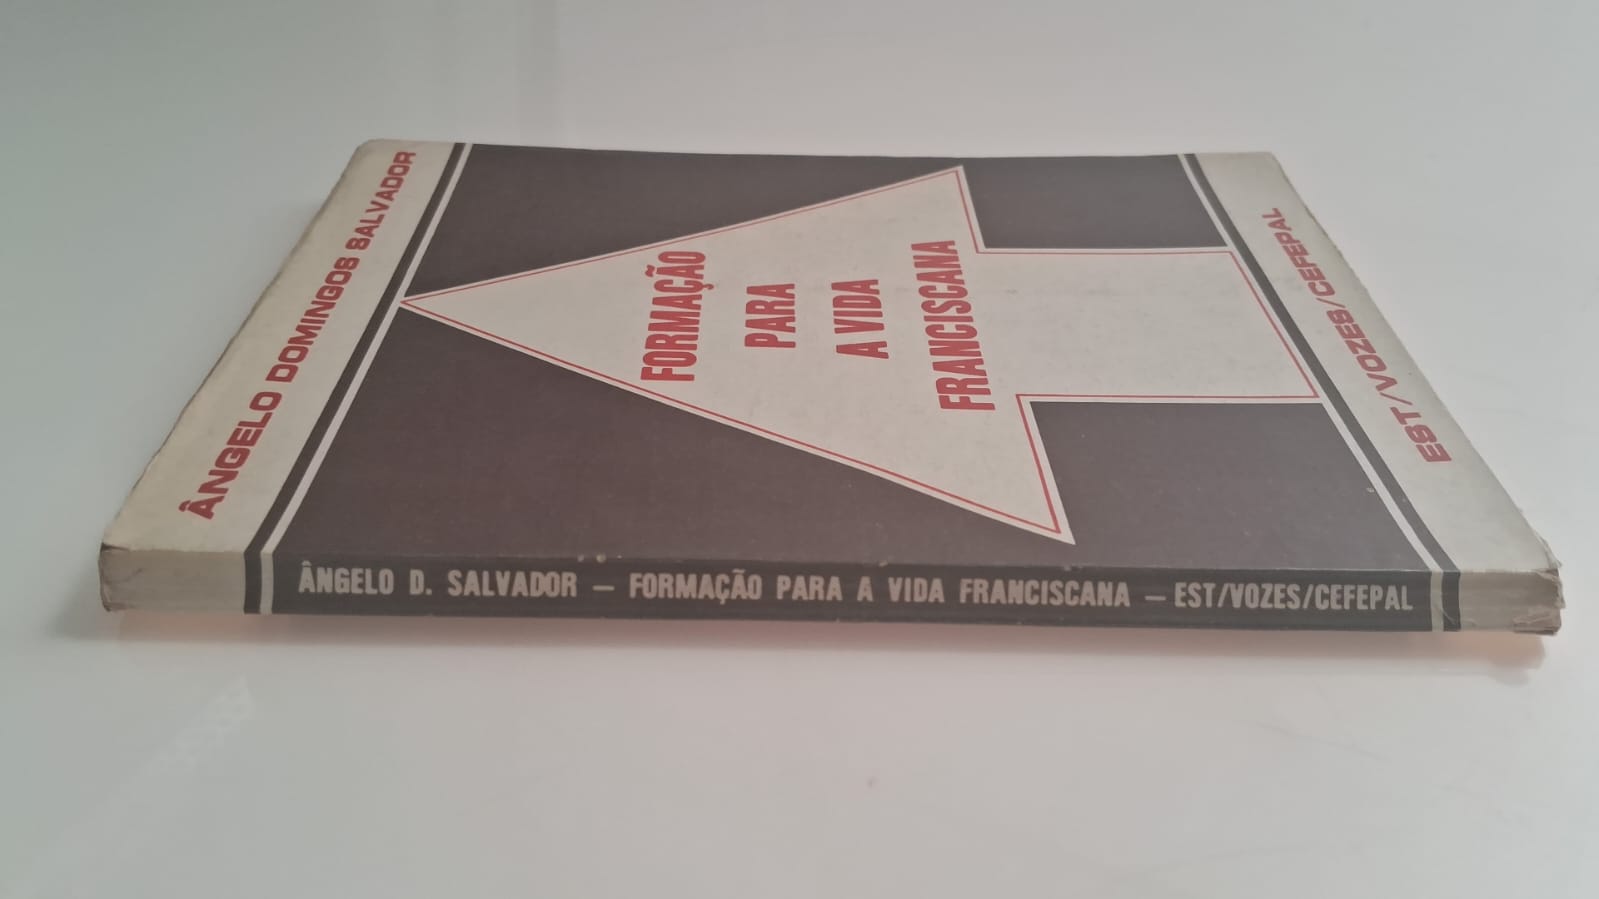 ÂNGELO DOMINGOS SALVADOR
FORMAÇÃO
PARA
A VIDA
FRANCISCANA
EST/VOZES/CEFEPAL
ÂNGELO D. SALVADOR – FORMAÇÃO PARA A VIDA FRANCISCANA – EST/VOZES/CEFEPAL